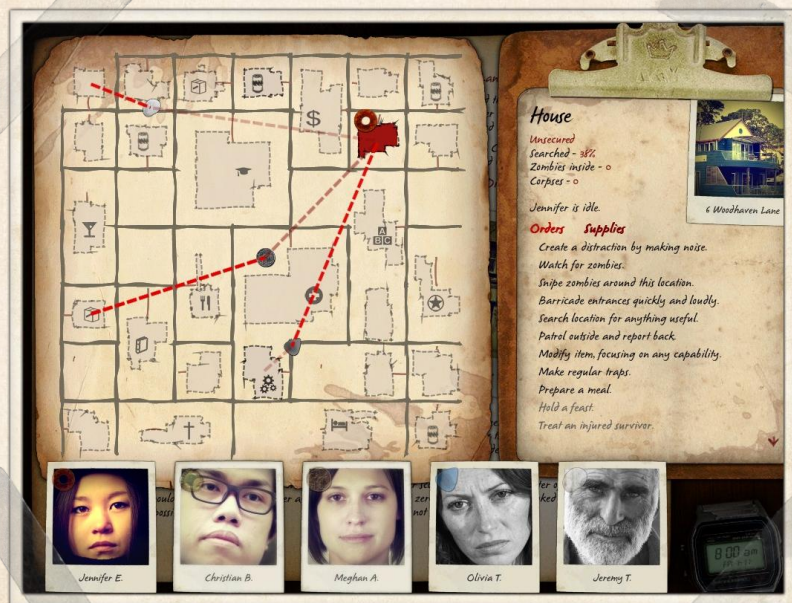 House
Unsecured
Searched - 38%
Zombies inside - 0
Corpses - 0
Jennifer is idle.
6 Woodhaven Lane
Orders Supplies
Create a distraction by making noise.
Watch for zombies.
Snipe zombies around this location.
Barricade entrances quickly and loudly.
Search location for anything useful.
Patrol outside and report back.
Modify item, focusing on any capability.
Make regular traps.
Prepare a meal.
Hold a feast.
Treat an injured survivor.
$
A
B C
Jennifer E.
Christian B.
Meghan A.
Olivia T.
Jeremy T.
8:00 am